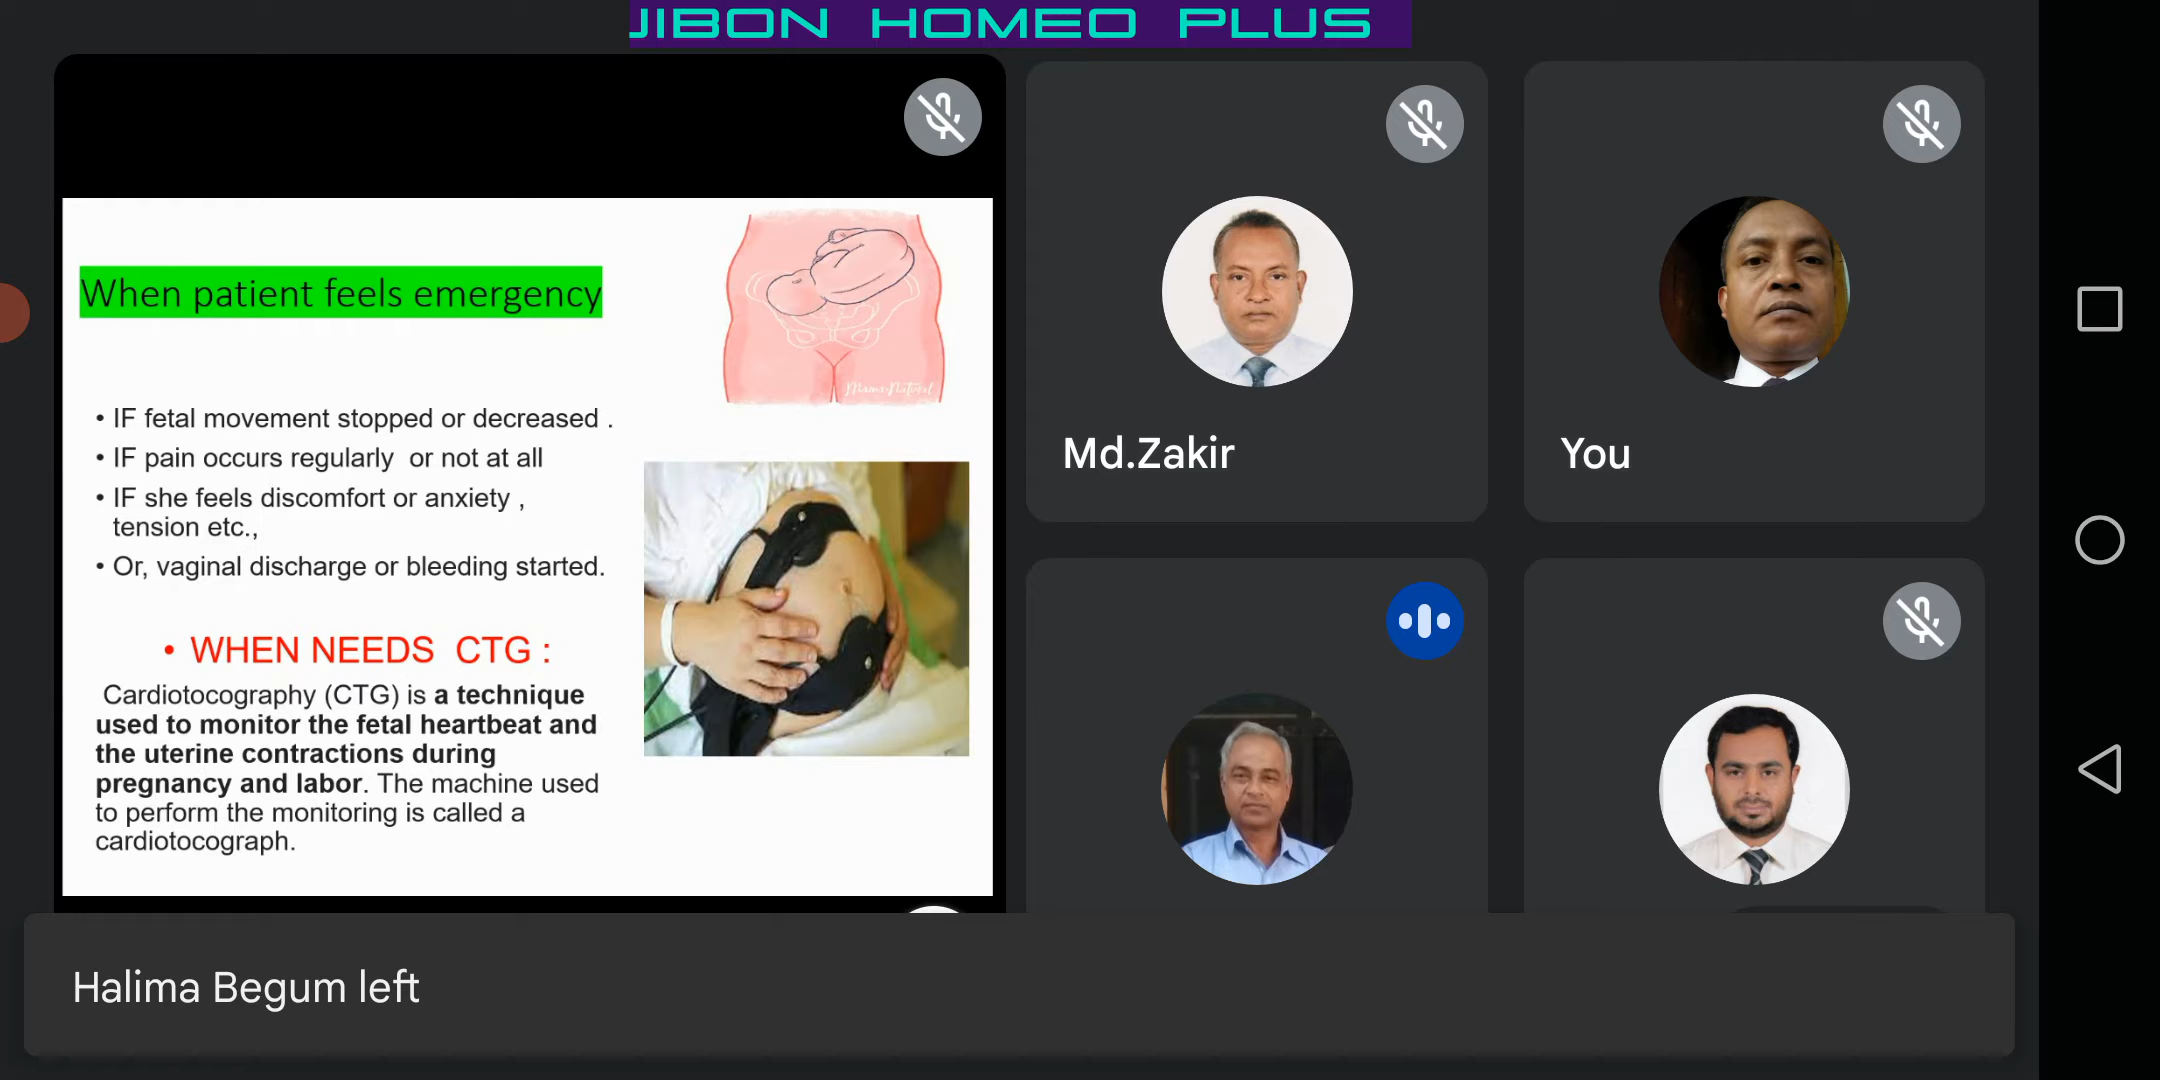 JIBON HOMEO PLUS
When patient feels emergency
Mama Natural
• IF fetal movement stopped or decreased .
• IF pain occurs regularly or not at all
• IF she feels discomfort or anxiety ,
tension etc.,
• Or, vaginal discharge or bleeding started.
• WHEN NEEDS CTG :
Cardiotocography (CTG) is a technique
used to monitor the fetal heartbeat and
the uterine contractions during
pregnancy and labor. The machine used
to perform the monitoring is called a
cardiotocograph.
Md.Zakir
You
Halima Begum left